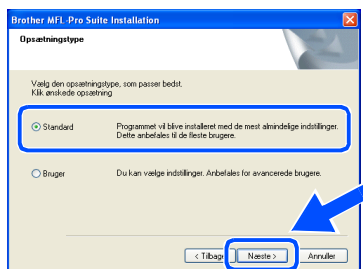 Brother MFL-Pro Suite Installation
Opsætningstype
Vælg den opsætningstype, som passer bedst.
Klik ønskede opsætning
Standard
Programmet vil blive installeret med de mest almindelige indstillinger.
Dette anbefales til de fleste brugere.
Bruger
Du kan vælge indstillinger. Anbefales for avancerede brugere.
< Tilbage
Næste >
Annuller